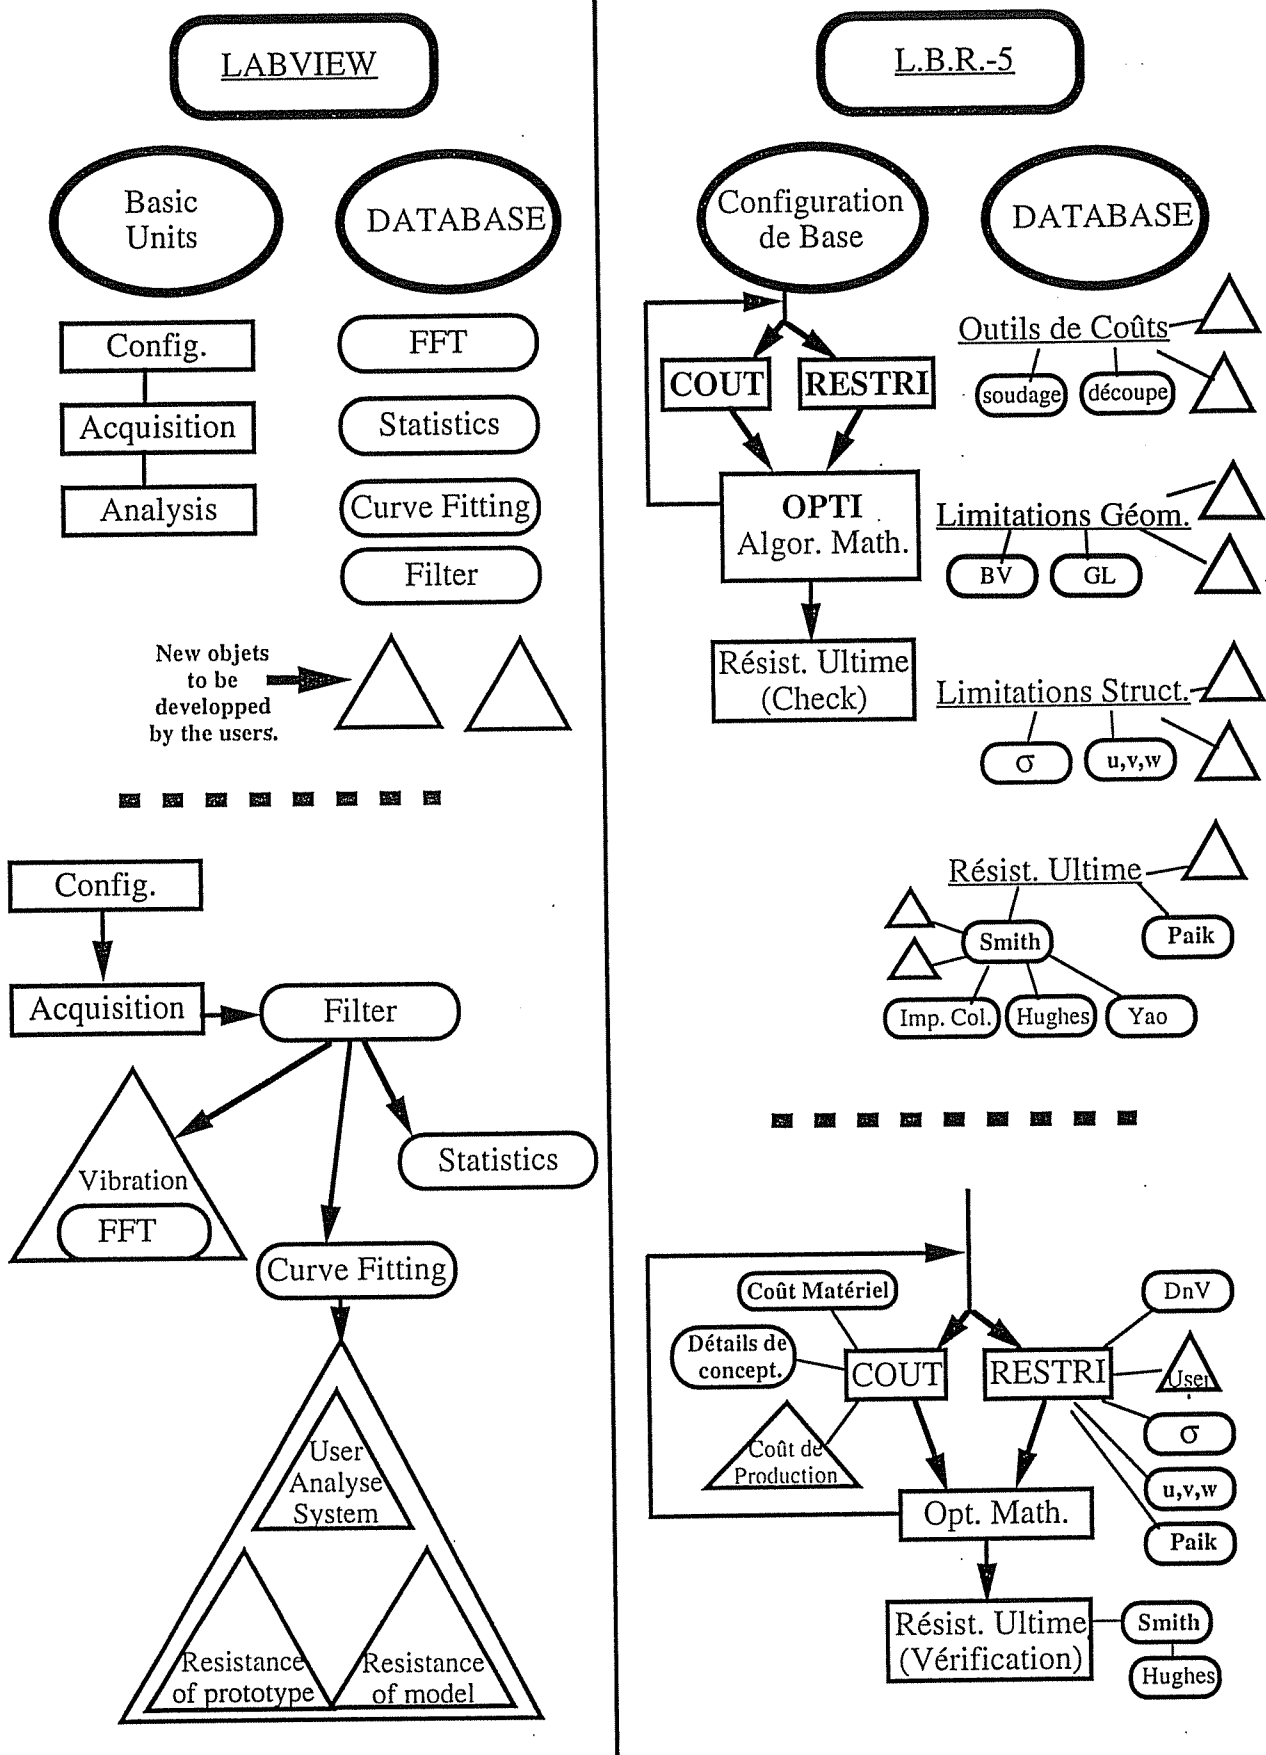 LABVIEW
Basic
Units
DATABASE
Config.
Acquisition
Analysis
FFT
Statistics
Curve Fitting
Filter
New objets
to be
developped
by the users.
Config.
Acquisition
Filter
Vibration
FFT
Statistics
Curve Fitting
User
Analyse
System
Resistance
of prototype
Resistance
of model
L.B.R.-5
Configuration
de Base
DATABASE
COUT
RESTRI
OPTI
Algor. Math.
Résist. Ultime
(Check)
Outils de Coûts
soudage
découpe
Limitations Géom.
BV
GL
Limitations Struct.
σ
u,v,w
Résist. Ultime
Smith
Paik
Imp. Col.
Hughes
Yao
Coût Matériel
Détails de
concept.
COUT
Coût de
Production
RESTRI
DnV
User
σ
u,v,w
Paik
Opt. Math.
Résist. Ultime
(Vérification)
Smith
Hughes